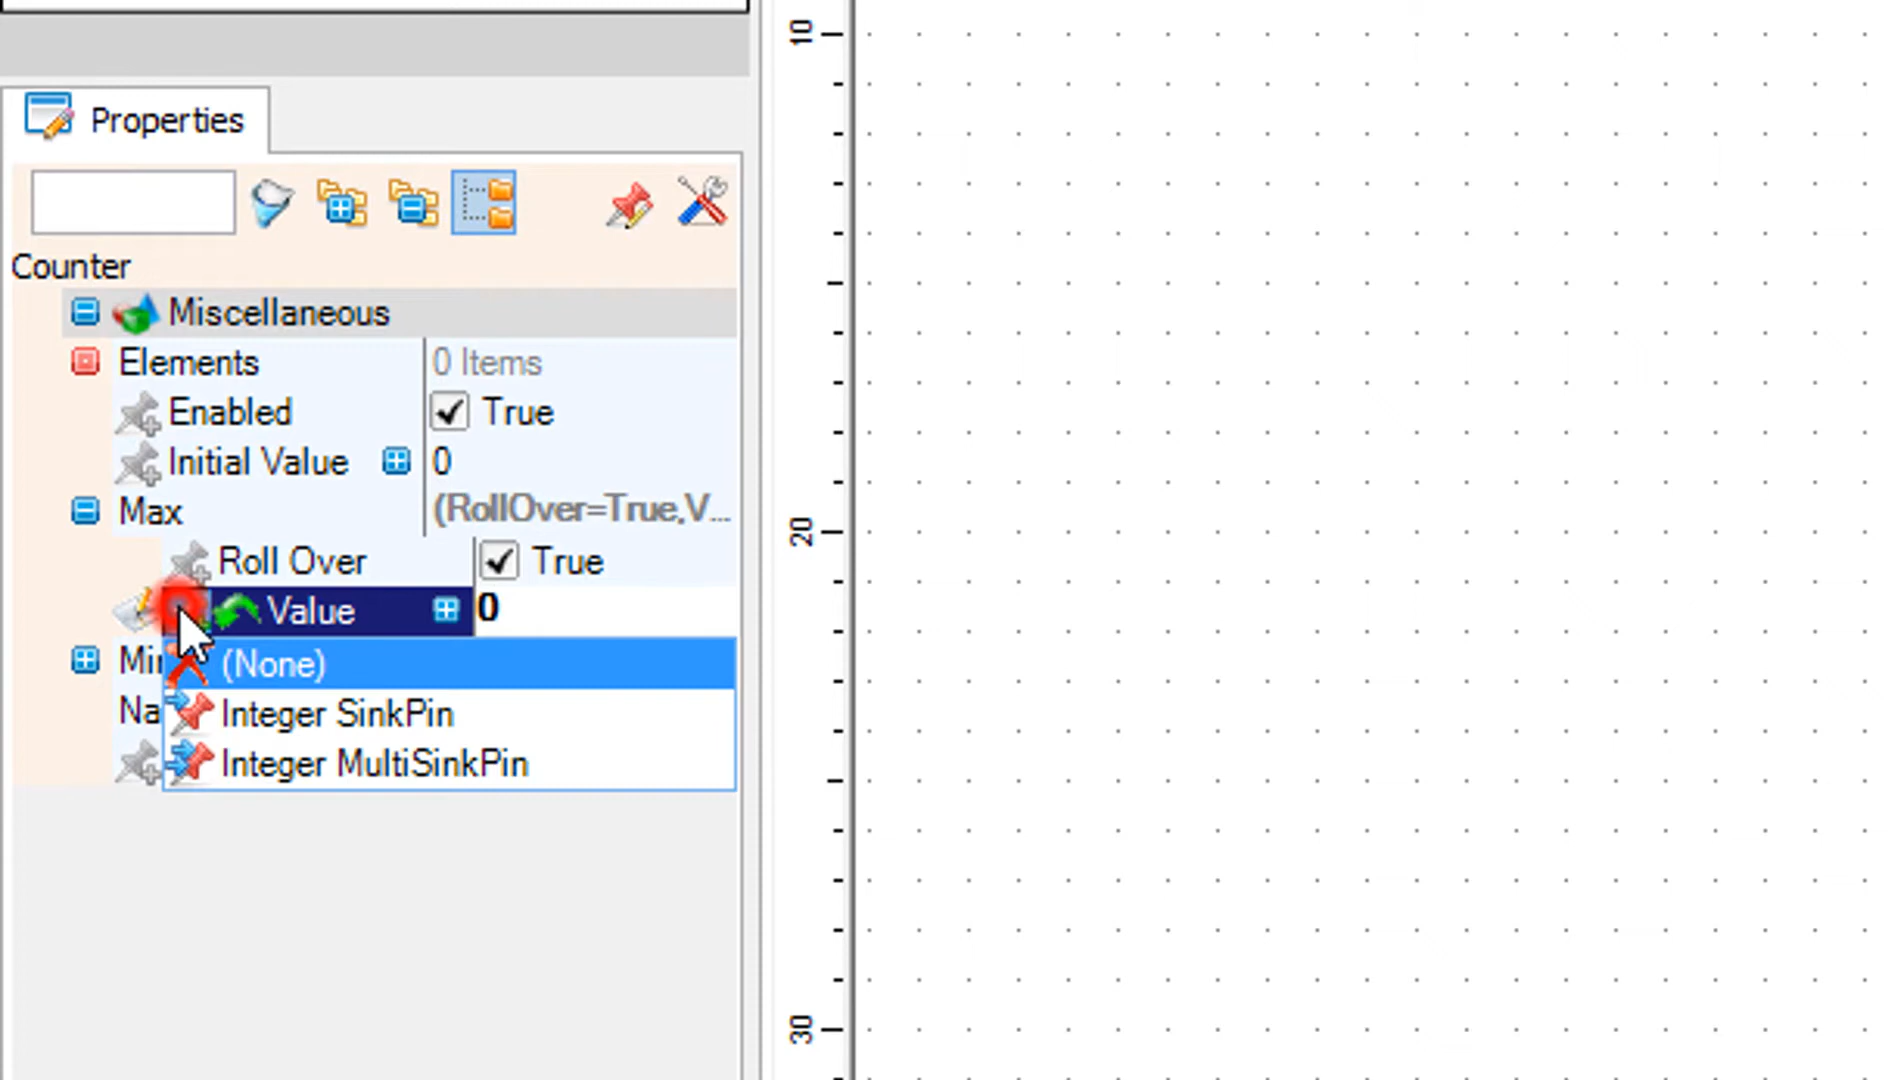 Properties
Counter
Miscellaneous
Elements 0 Items
Enabled True
Initial Value 0
Max (RollOver=True,V...
Roll Over True
Value 0
(None)
Integer SinkPin
Integer MultiSinkPin
10
20
30